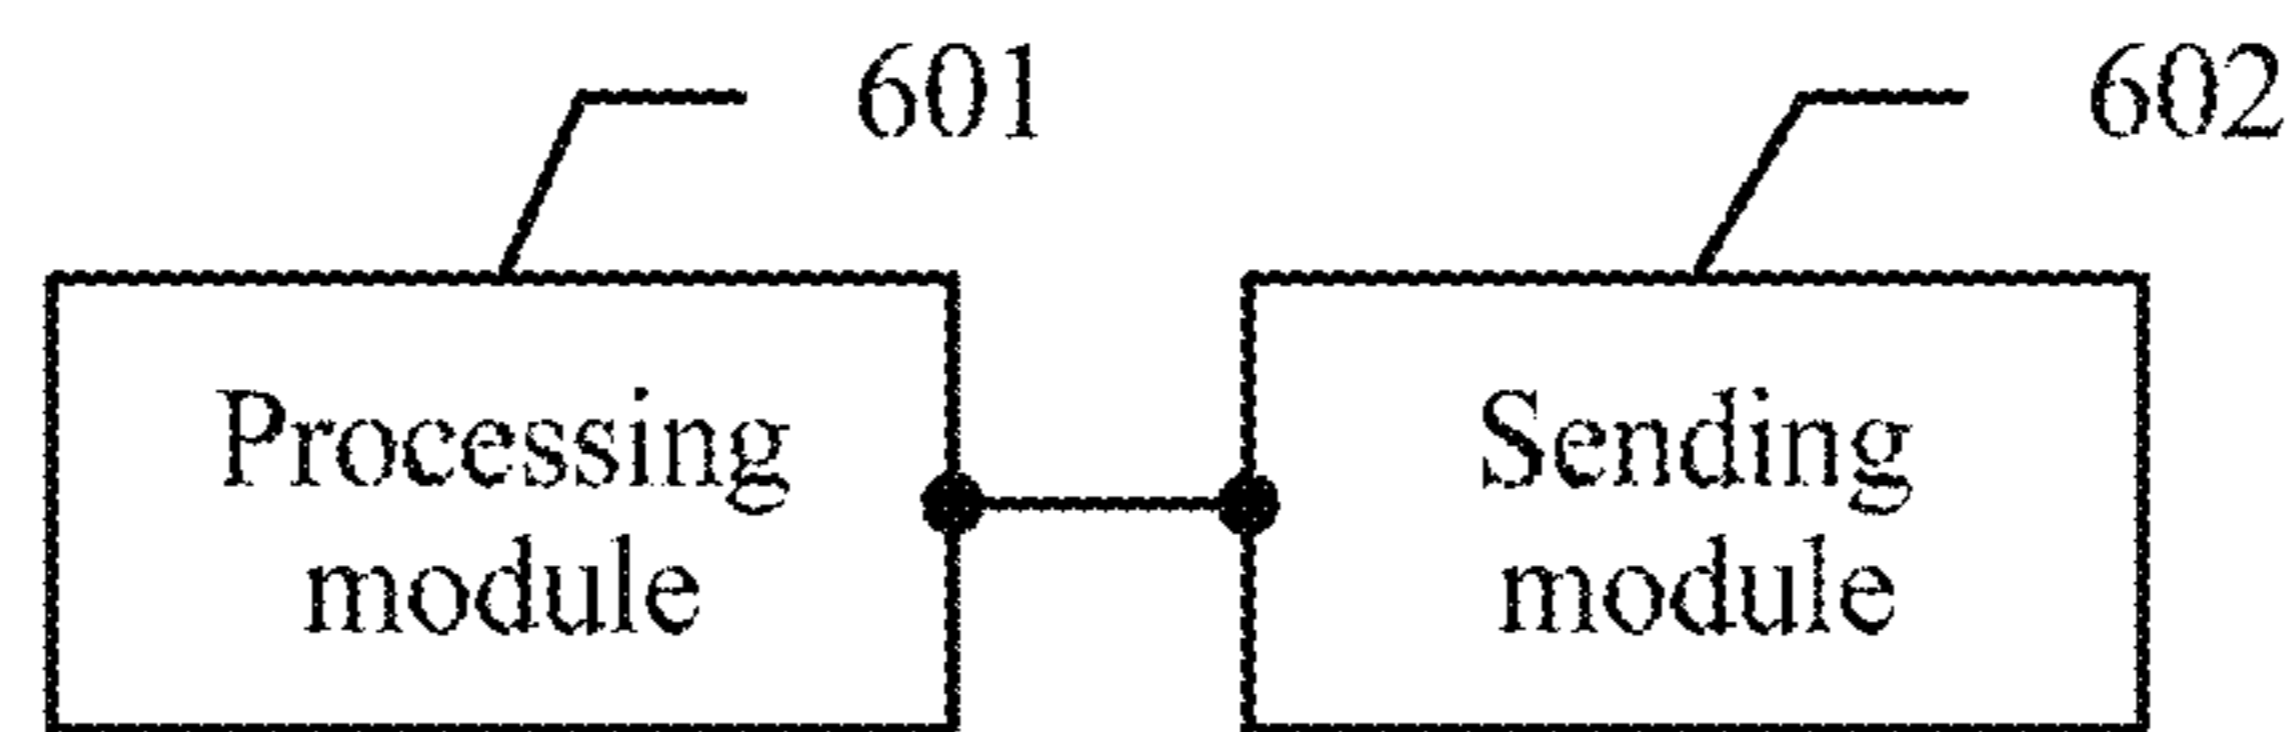 601
602
Processing
module
Sending
module